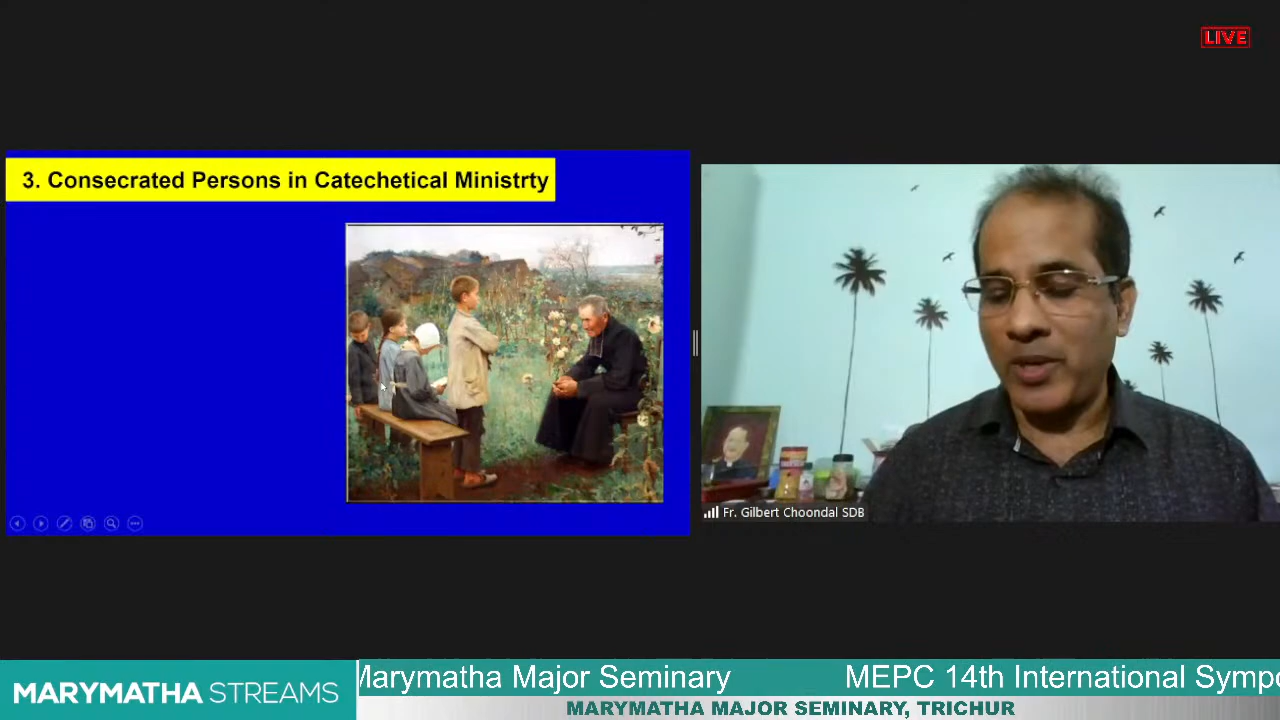 LIVE
3. Consecrated Persons in Catechetical Ministrty
Fr. Gilbert Choondal SDB
MARYMATHA STREAMS
Marymatha Major Seminary MEPC 14th International Sympo
MARYMATHA MAJOR SEMINARY, TRICHUR